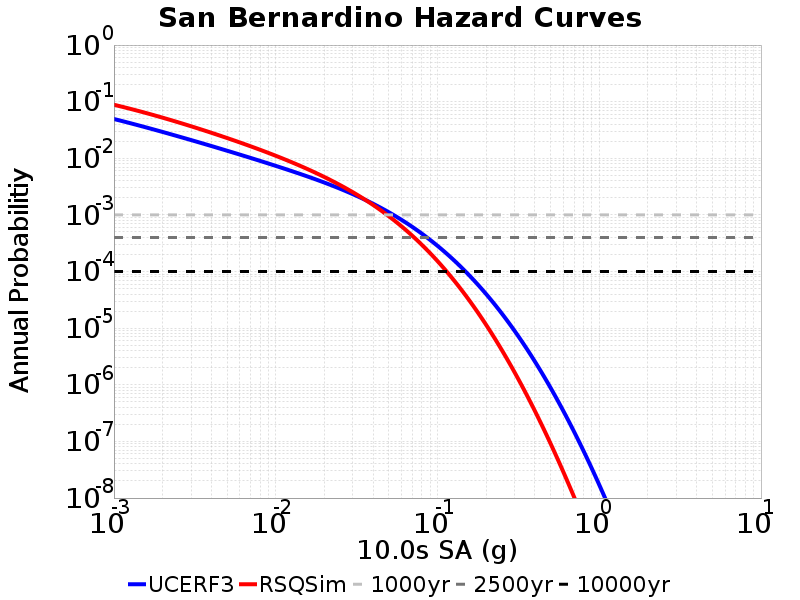 San Bernardino Hazard Curves
10^0
10^-1
10^-2
10^-3
10^-4
10^-5
10^-6
10^-7
10^-8
Annual Probabilitiy
10^-3 10^-2 10^-1 10^0 10^1
10.0s SA (g)
UCERF3 RSQSim 1000yr 2500yr 10000yr